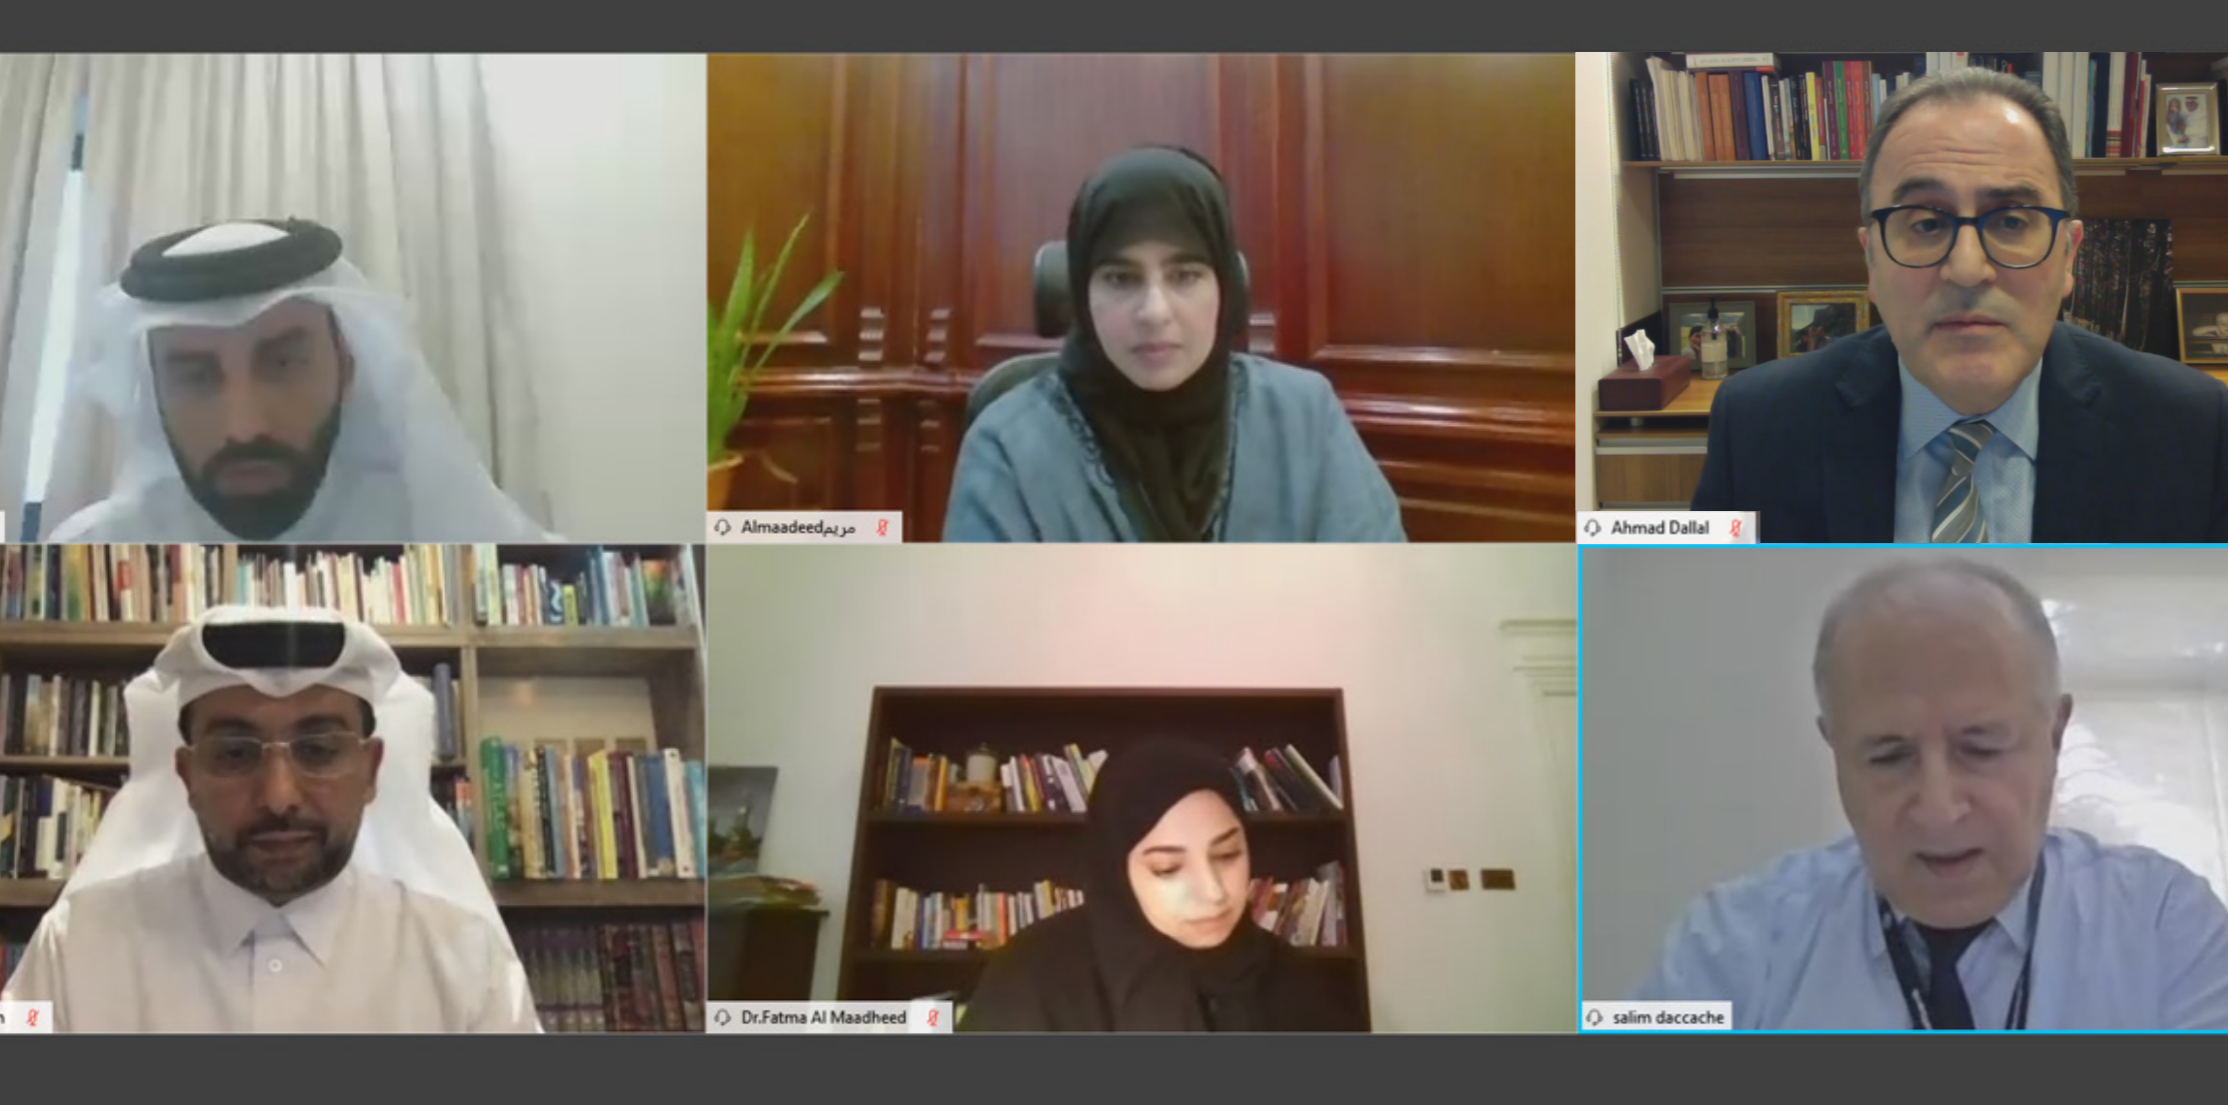 Almaadeedمريم
Ahmad Dallal
Dr.Fatma Al Maadheed
salim daccache